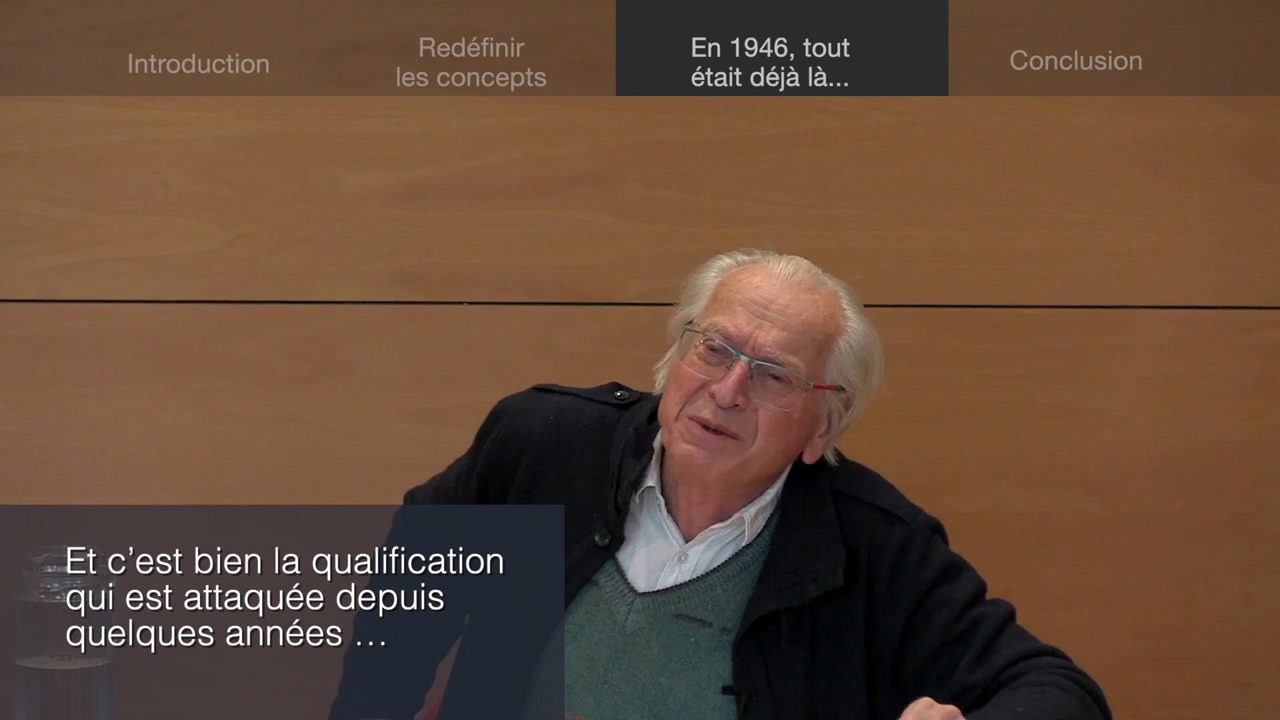 Introduction
Redéfinir
les concepts
En 1946, tout
était déjà là...
Conclusion
Et c’est bien la qualification
qui est attaquée depuis
quelques années …